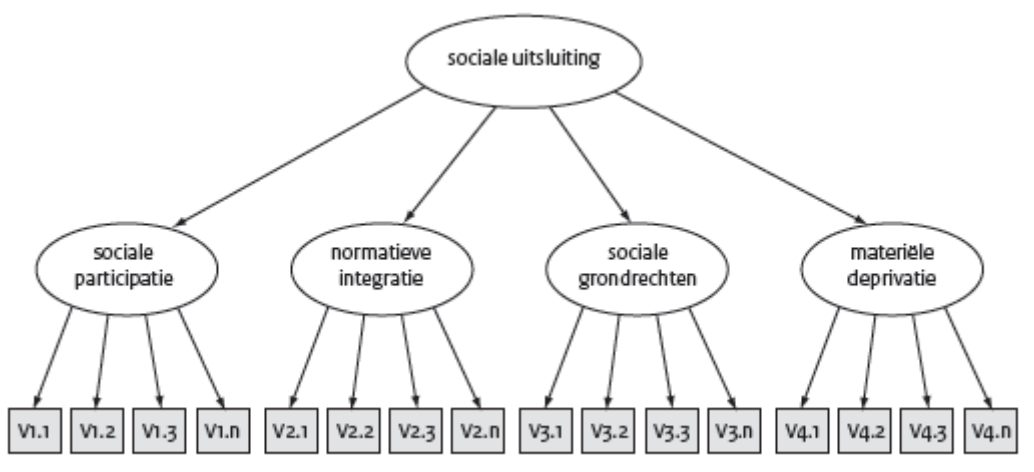 sociale uitsluiting
sociale
participatie
normatieve
integratie
sociale
grondrechten
materiële
deprivatie
V1.1 V1.2 V1.3 V1.n V2.1 V2.2 V2.3 V2.n V3.1 V3.2 V3.3 V3.n V4.1 V4.2 V4.3 V4.n